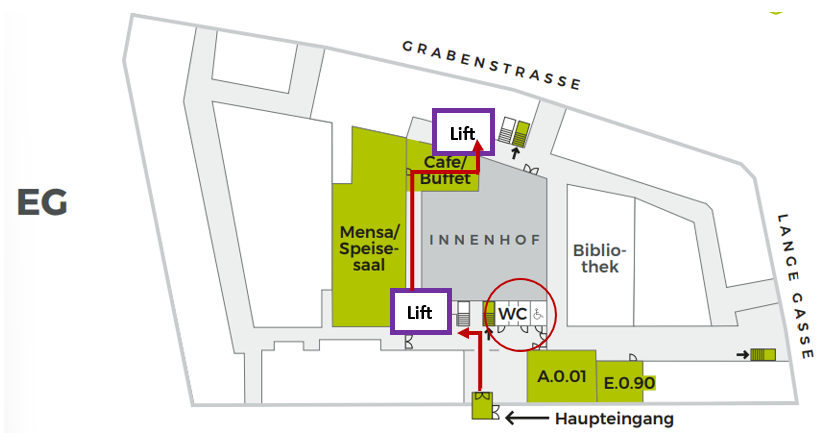 GRABENSTRASSE
Lift
Cafe/
Buffet
EG
Mensa/
Speise-
saal
INNENHOF
Biblio-
thek
LANGE GASSE
Lift
WC
A.0.01
E.0.90
Haupteingang